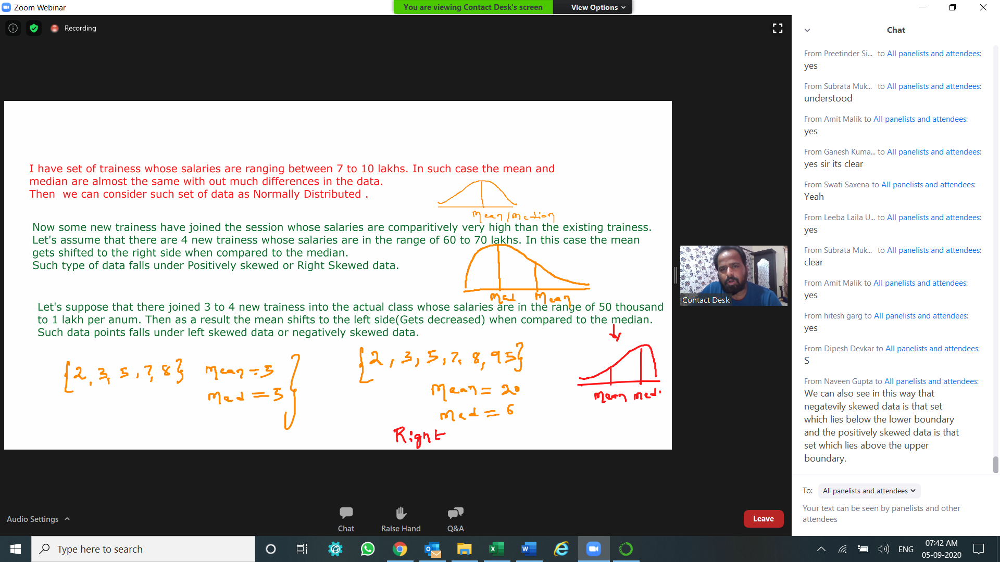 Zoom Webinar
You are viewing Contact Desk's screen
View Options
Recording
I have set of trainess whose salaries are ranging between 7 to 10 lakhs. In such case the mean and
median are almost the same with out much differences in the data.
Then  we can consider such set of data as Normally Distributed .
Mean/Median
Now some new trainess have joined the session whose salaries are comparitively very high than the existing trainess.
Let's assume that there are 4 new trainess whose salaries are in the range of 60 to 70 lakhs. In this case the mean
gets shifted to the right side when compared to the median.
Such type of data falls under Positively skewed or Right Skewed data.
Med Mean
Let's suppose that there joined 3 to 4 new trainess into the actual class whose salaries are in the range of 50 thousand
to 1 lakh per anum. Then as a result the mean shifts to the left side(Gets decreased) when compared to the median.
Such data points falls under left skewed data or negatively skewed data.
{2, 3, 5, 7, 8} Mean = 5
Med = 5
{2, 3, 5, 7, 8, 95}
Mean = 20
Med = 6
Right
Mean Med.
Contact Desk
Chat
From Preetinder Si... to All panelists and attendees:
yes
From Subrata Muk... to All panelists and attendees:
understood
From Amit Malik to All panelists and attendees:
yes
From Ganesh Kuma... to All panelists and attendees:
yes sir its clear
From Swati Saxena to All panelists and attendees:
Yeah
From Leeba Laila U... to All panelists and attendees:
yes
From Subrata Muk... to All panelists and attendees:
clear
From Amit Malik to All panelists and attendees:
yes
From hitesh garg to All panelists and attendees:
yes
From Dipesh Devkar to All panelists and attendees:
S
From Naveen Gupta to All panelists and attendees:
We can also see in this way that
negatevily skewed data is that set
which lies below the lower boundary
and the positively skewed data is that
set which lies above the upper
boundary.
To: All panelists and attendees
Your text can be seen by panelists and other
attendees
Audio Settings
Chat
Raise Hand
Q&A
Leave
Type here to search
ENG
07:42 AM
05-09-2020